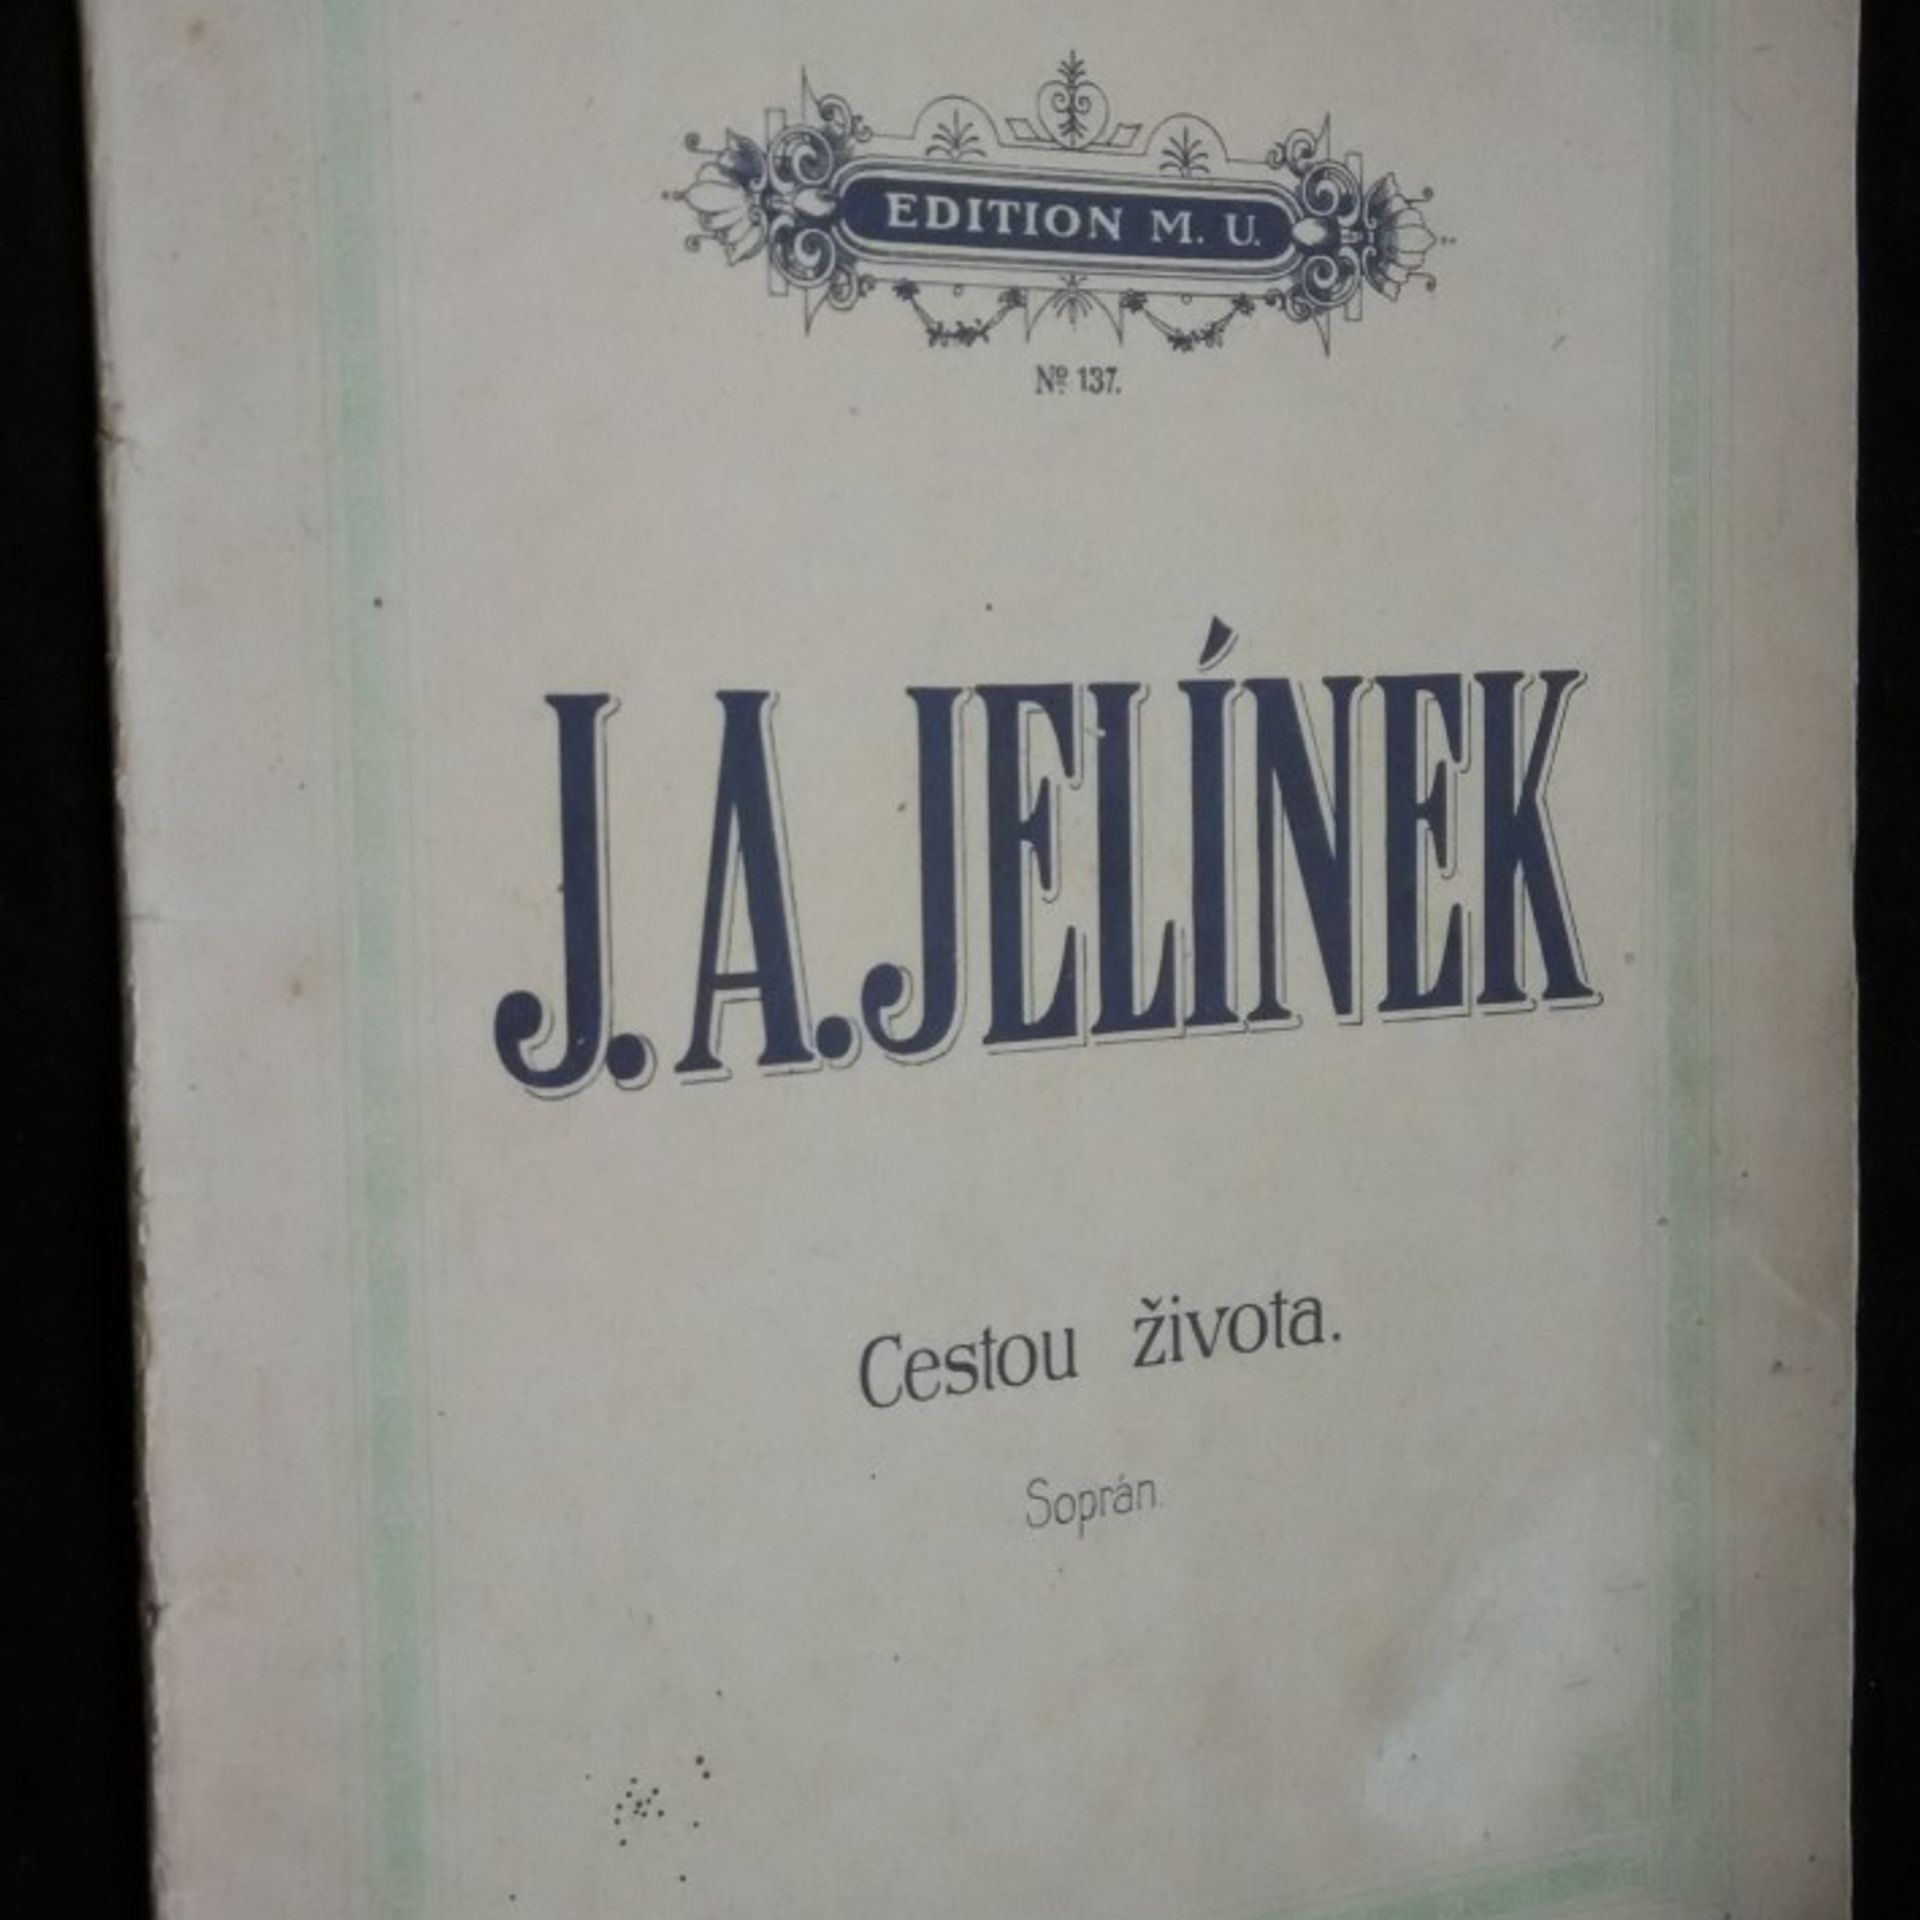 EDITION M. U.
Nº 137.
J. A. JELÍNEK
Cestou života.
Soprán.